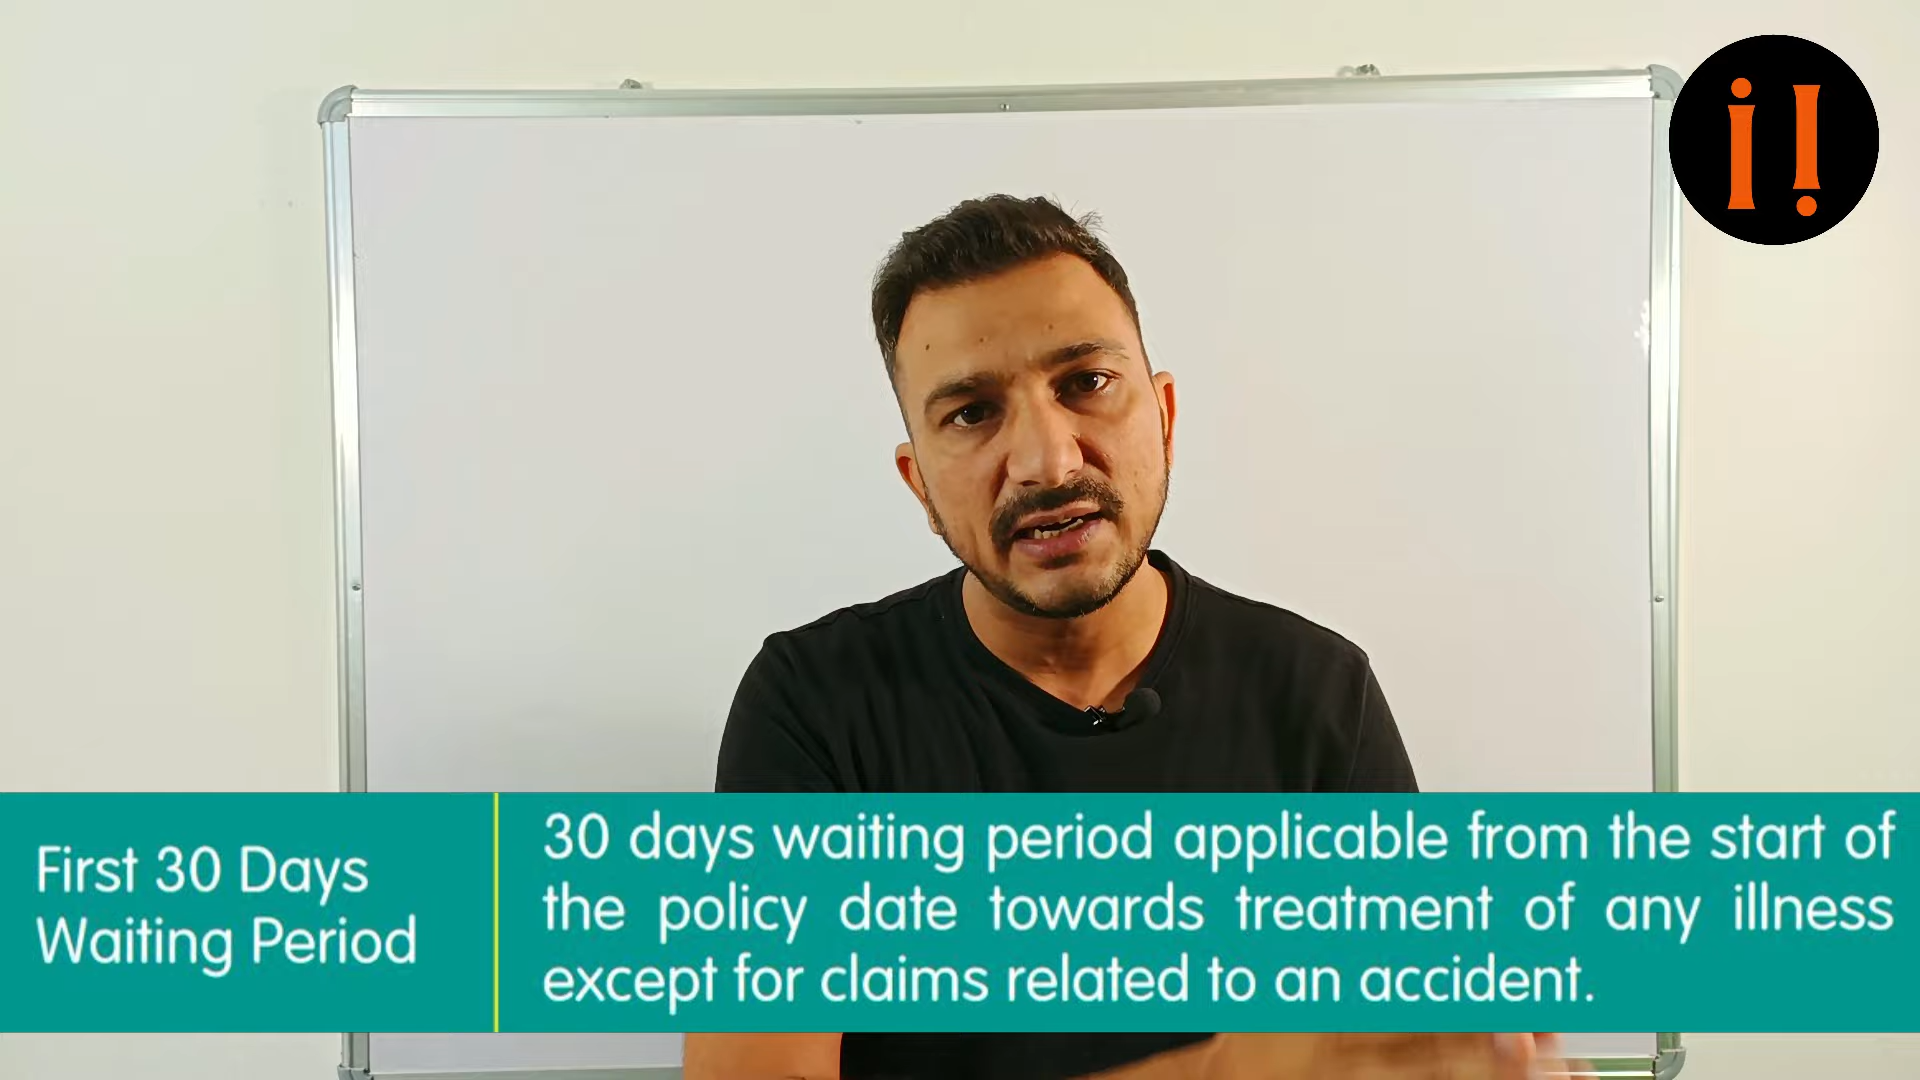 First 30 Days
Waiting Period
30 days waiting period applicable from the start of
the policy date towards treatment of any illness
except for claims related to an accident.